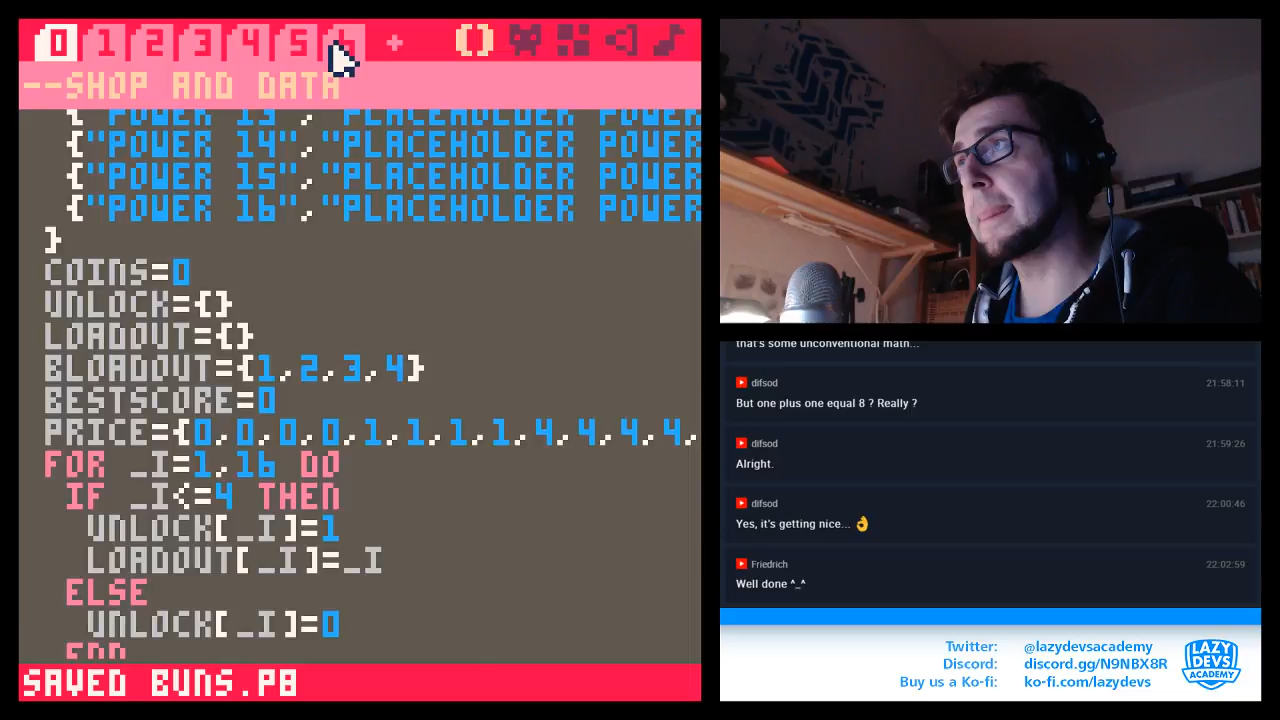 0 1 2 3 4 5 +
--SHOP AND DATA
{"POWER 13","PLACEHOLDER POWER
{"POWER 14","PLACEHOLDER POWER
{"POWER 15","PLACEHOLDER POWER
{"POWER 16","PLACEHOLDER POWER
}
COINS=0
UNLOCK={}
LOADOUT={}
BLOADOUT={1,2,3,4}
BESTSCORE=0
PRICE={0,0,0,0,1,1,1,1,4,4,4,4,
FOR _I=1,16 DO
IF _I<=4 THEN
UNLOCK[_I]=1
LOADOUT[_I]=_I
ELSE
UNLOCK[_I]=0
END
SAVED BUNS.P8
that's some unconventional math...
difsod 21:58:11
But one plus one equal 8 ? Really ?
difsod 21:59:26
Alright.
difsod 22:00:46
Yes, it's getting nice... 👌
Friedrich 22:02:59
Well done ^_^
Twitter: @lazydevsacademy
Discord: discord.gg/N9NBX8R
Buy us a Ko-fi: ko-fi.com/lazydevs
LAZY
DEVS
ACADEMY